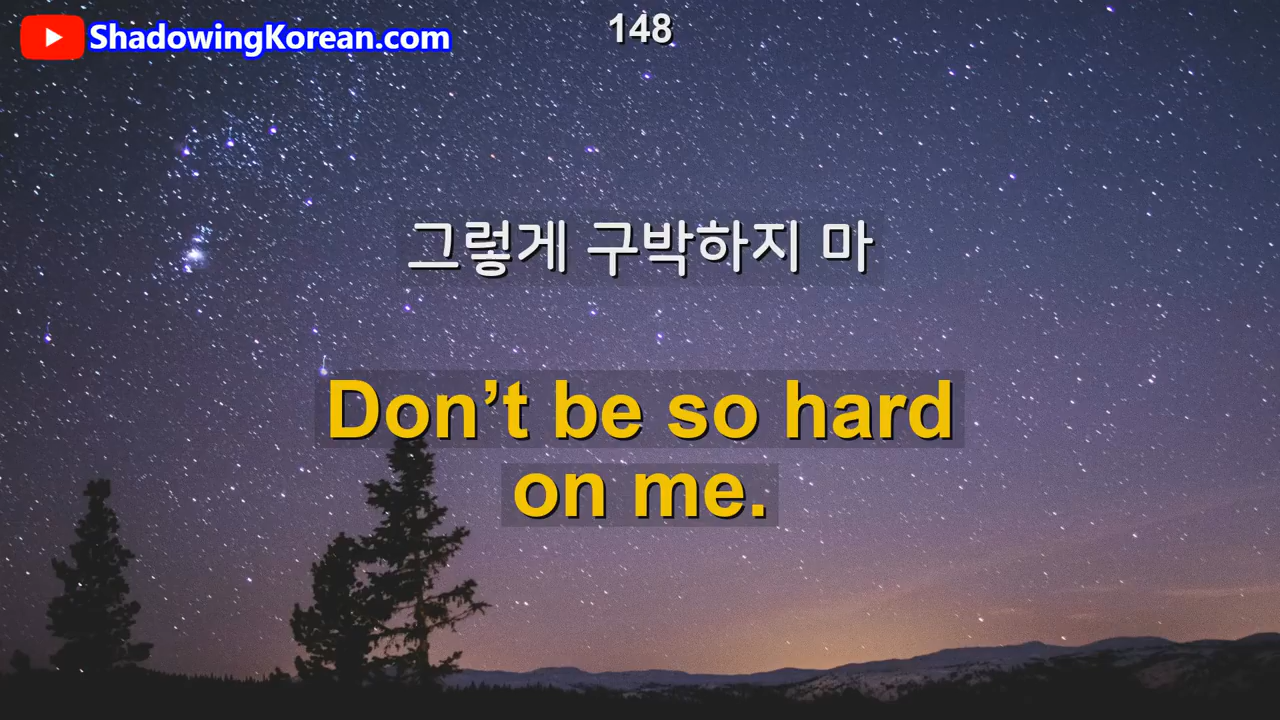 ShadowingKorean.com
148
그렇게 구박하지 마
Don’t be so hard
on me.